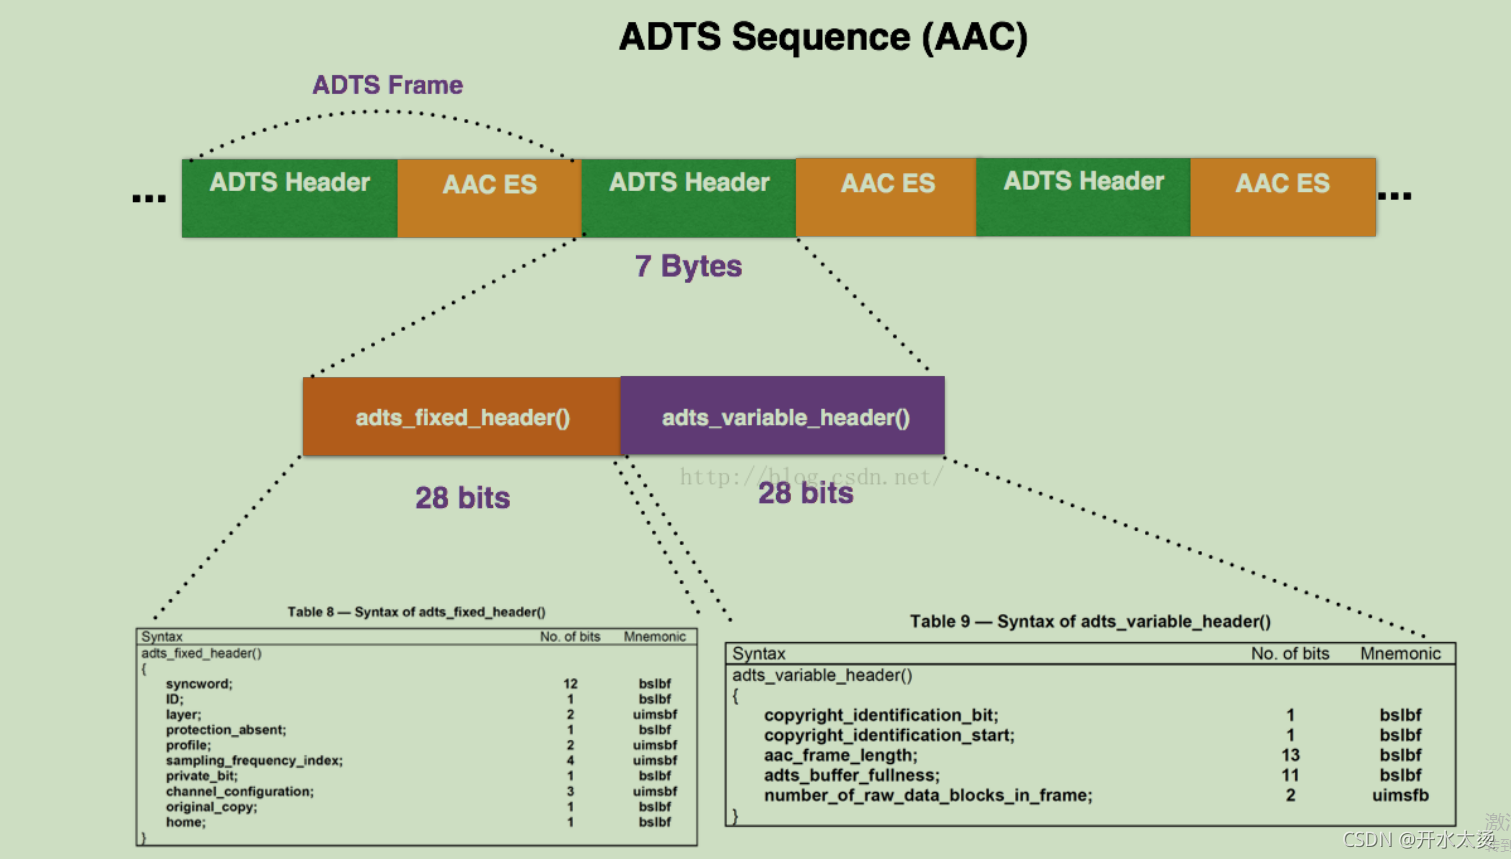 ADTS Sequence (AAC)
ADTS Frame
... ADTS Header AAC ES ADTS Header AAC ES ADTS Header AAC ES ...
7 Bytes
adts_fixed_header() adts_variable_header()
http://blog.csdn.net/
28 bits 28 bits
Table 8 — Syntax of adts_fixed_header()
Syntax No. of bits Mnemonic
adts_fixed_header()
{
syncword; 12 bslbf
ID; 1 bslbf
layer; 2 uimsbf
protection_absent; 1 bslbf
profile; 2 uimsbf
sampling_frequency_index; 4 uimsbf
private_bit; 1 bslbf
channel_configuration; 3 uimsbf
original_copy; 1 bslbf
home; 1 bslbf
}
Table 9 — Syntax of adts_variable_header()
Syntax No. of bits Mnemonic
adts_variable_header()
{
copyright_identification_bit; 1 bslbf
copyright_identification_start; 1 bslbf
aac_frame_length; 13 bslbf
adts_buffer_fullness; 11 bslbf
number_of_raw_data_blocks_in_frame; 2 uimsfb
}
CSDN @开水太烫